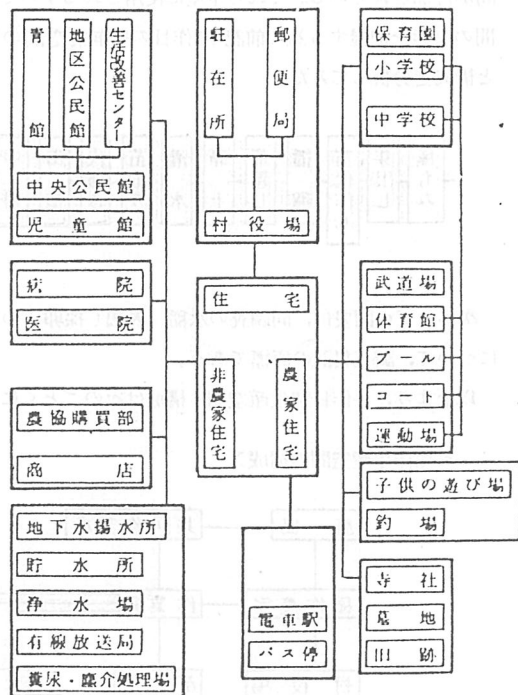 青館
地区公民館
生活改善センター
中央公民館
児童館
病院
医院
農協購買部
商店
地下水揚水所
貯水所
浄水場
有線放送局
糞尿・塵介処理場
駐在所
郵便局
村役場
住宅
非農家住宅
農家住宅
電車駅
バス停
保育園
小学校
中学校
武道場
体育館
プル
コート
運動場
子供の遊び場
釣場
寺社
墓地
旧跡